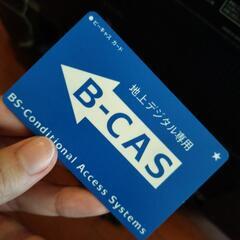 ●ビーキャス カード
地上デジタル専用
B-CAS
BS-Conditional Access Systems